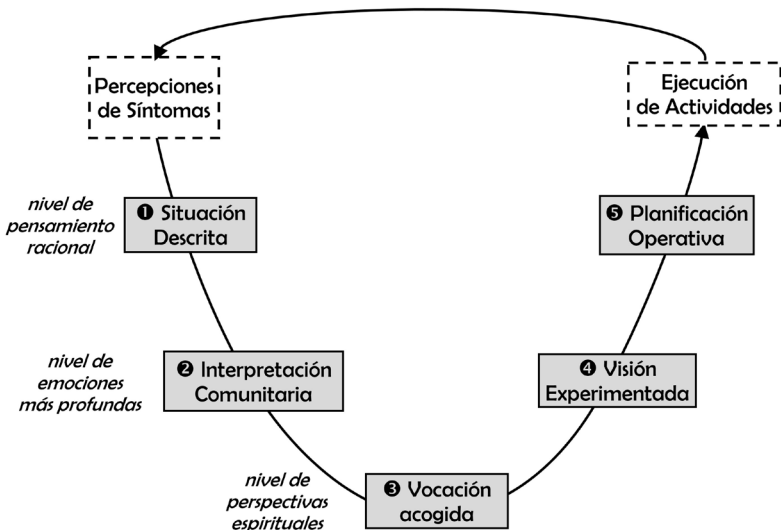 Percepciones
de Síntomas
Ejecución
de Actividades
nivel de
pensamiento
racional
❶ Situación
Descrita
❺ Planificación
Operativa
nivel de
emociones
más profundas
❷ Interpretación
Comunitaria
❹ Visión
Experimentada
nivel de
perspectivas
espirituales
❸ Vocación
acogida